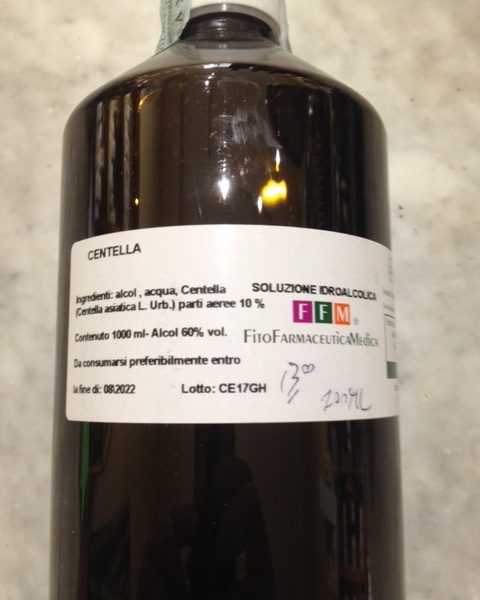 CENTELLA
Ingredienti: alcol , acqua, Centella
(Centella asiatica L. Urb.) parti aeree 10 %
SOLUZIONE IDROALCOLICA
FFM®
FITOFARMACEUTICAMEDICA
Contenuto 1000 ml- Alcol 60% vol.
Da consumarsi preferibilmente entro
la fine di: 08\2022
Lotto: CE17GH
13⁰⁰